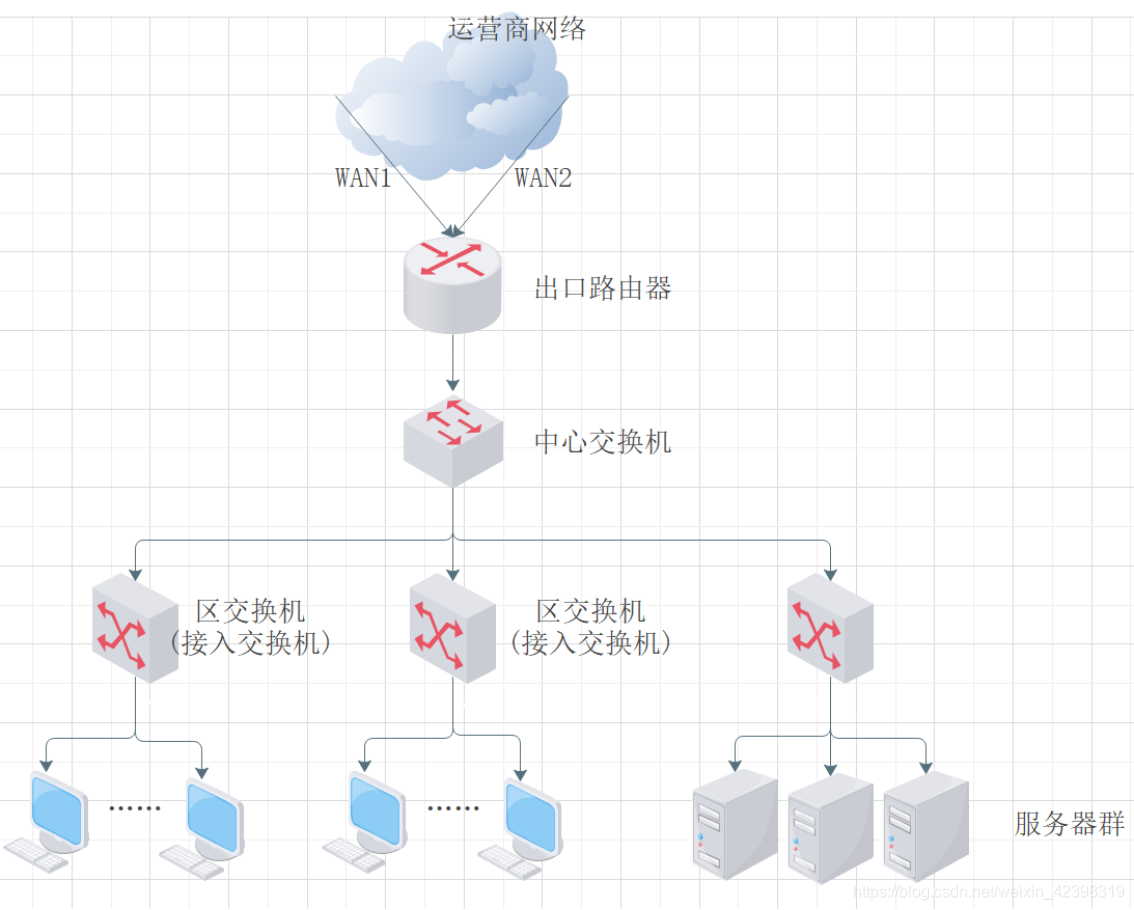 运营商网络
WAN1
WAN2
出口路由器
中心交换机
区交换机
(接入交换机)
区交换机
(接入交换机)
······
······
服务器群
https://blog.csdn.net/weixin_42398319